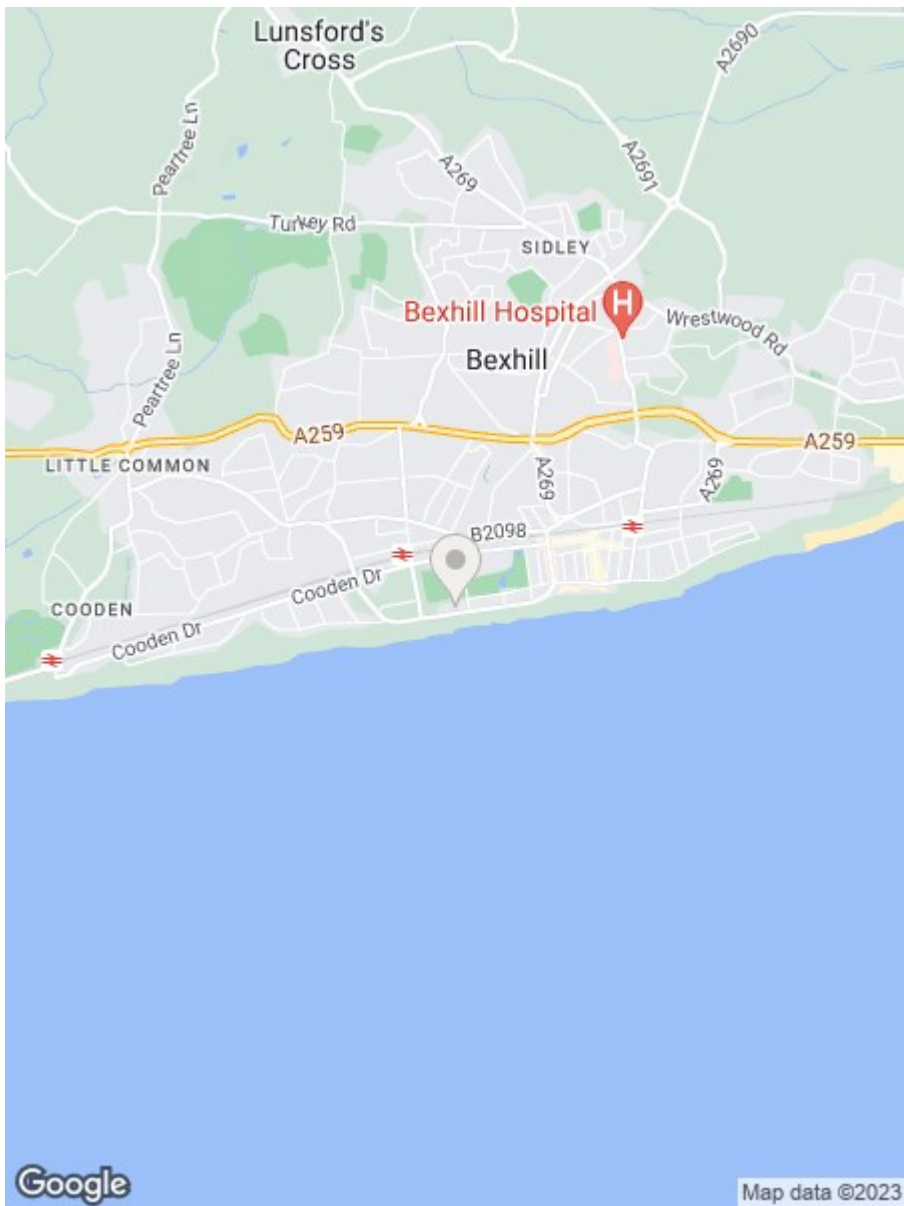 Lunsford's
Cross
A2690
Peartree Ln
A269
A2691
Turkey Rd
SIDLEY
Bexhill Hospital
H
Wrestwood Rd
Bexhill
Peartree Ln
A259
A259
LITTLE COMMON
A269
A269
B2098
Cooden Dr
COODEN
Cooden Dr
Google
Map data ©2023